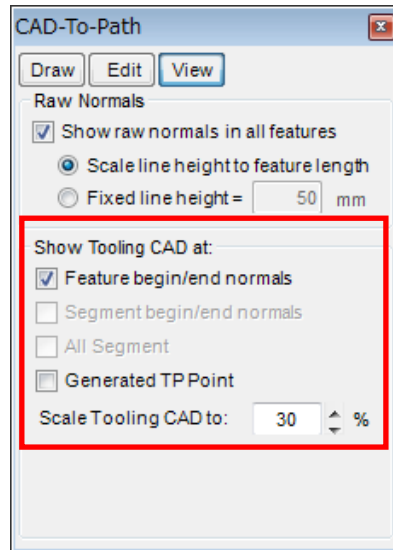 CAD-To-Path
Draw Edit View
Raw Normals
Show raw normals in all features
Scale line height to feature length
Fixed line height = 50 mm
Show Tooling CAD at:
Feature begin/end normals
Segment begin/end normals
All Segment
Generated TP Point
Scale Tooling CAD to: 30 %